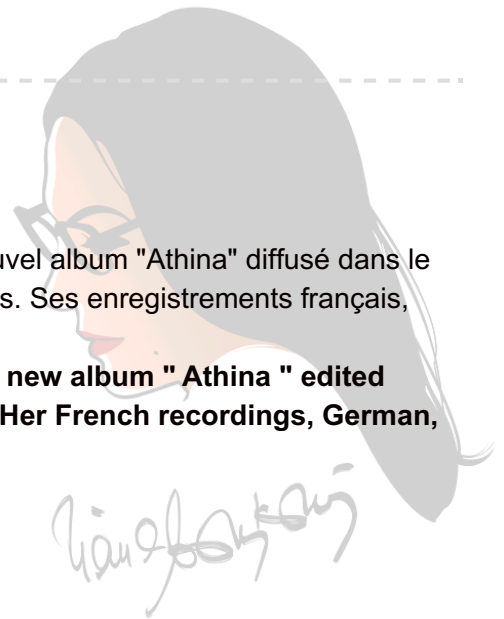 uvel album "Athina" diffusé dans le
s. Ses enregistrements français,
new album " Athina " edited
Her French recordings, German,